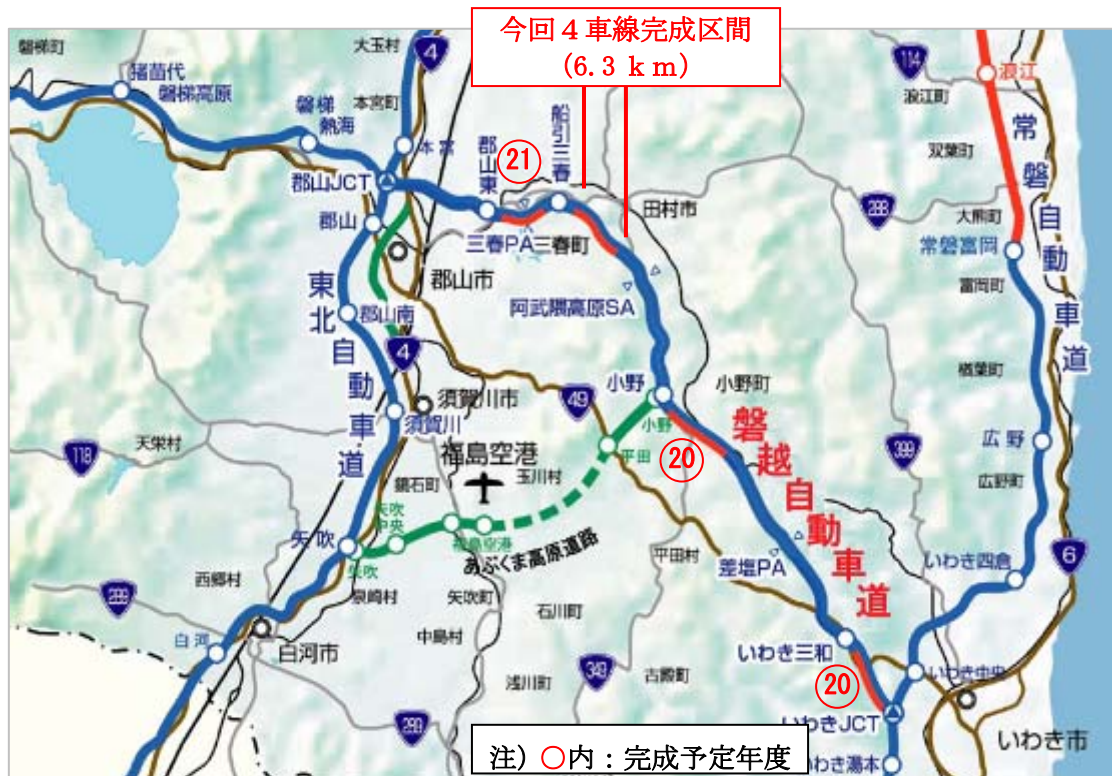 今回４車線完成区間
(6.3ｋｍ)
磐梯町
大玉村
4
猪苗代
磐梯高原
磐梯
熱海
本宮町
本宮
郡山JCT
郡山
郡山東
21
船引三春
三春PA
三春町
田村市
114
浪江
浪江町
双葉町
288
大熊町
常磐富岡
富岡町
常磐自動車道
郡山市
阿武隈高原SA
東北自動車道
郡山南
4
小野
小野町
楢葉町
須賀川市
須賀川
49
小野
平田
20
399
広野
広野町
118
天栄村
福島空港
鏡石町
玉川村
磐越自動車道
矢吹
矢吹
中央
福島空港
あぶくま高原道路
矢吹
平田村
差塩PA
いわき四倉
6
西郷村
289
泉崎村
矢吹町
石川町
白河
白河市
中島村
いわき三和
349
古殿町
浅川町
20
いわき中央
いわきJCT
いわき市
いわき湯本
注）○内：完成予定年度